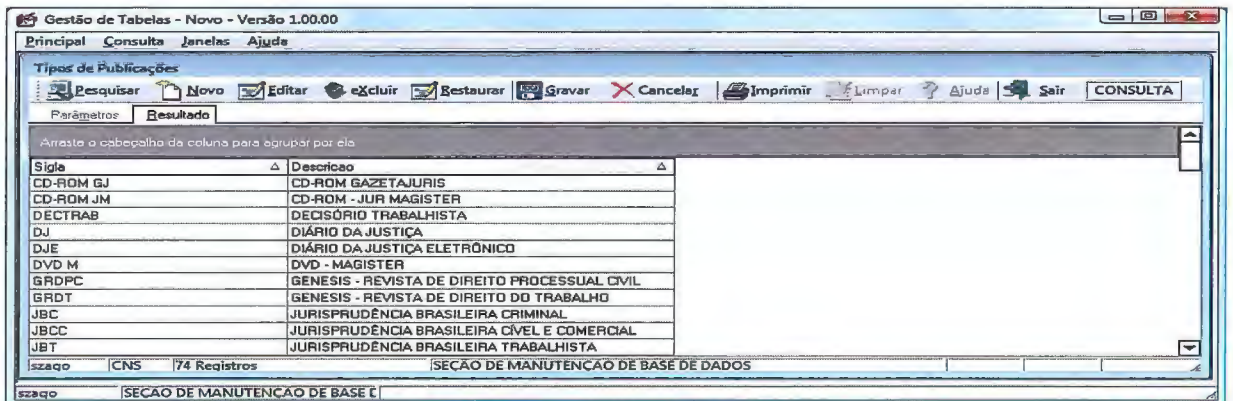 Gestão de Tabelas - Novo - Versão 1.00.00
Principal Consulta Janelas Ajuda
Tipos de Publicações
Pesquisar Novo Editar eXcluir Restaurar Gravar Cancelar Imprimir Limpar Ajuda Sair CONSULTA
Parâmetros Resultado
Arraste o cabeçalho da coluna para agrupar por ela
Sigla Descricao
CD-ROM GJ CD-ROM GAZETAJURIS
CD-ROM JM CD-ROM - JUR MAGISTER
DECTRAB DECISÓRIO TRABALHISTA
DJ DIÁRIO DA JUSTIÇA
DJE DIÁRIO DA JUSTIÇA ELETRÔNICO
DVD M DVD - MAGISTER
GRDPC GENESIS - REVISTA DE DIREITO PROCESSUAL CIVIL
GRDT GENESIS - REVISTA DE DIREITO DO TRABALHO
JBC JURISPRUDÊNCIA BRASILEIRA CRIMINAL
JBCC JURISPRUDÊNCIA BRASILEIRA CÍVEL E COMERCIAL
JBT JURISPRUDÊNCIA BRASILEIRA TRABALHISTA
szago CNS 74 Registros SEÇÃO DE MANUTENÇÃO DE BASE DE DADOS
szago SEÇÃO DE MANUTENÇÃO DE BASE D